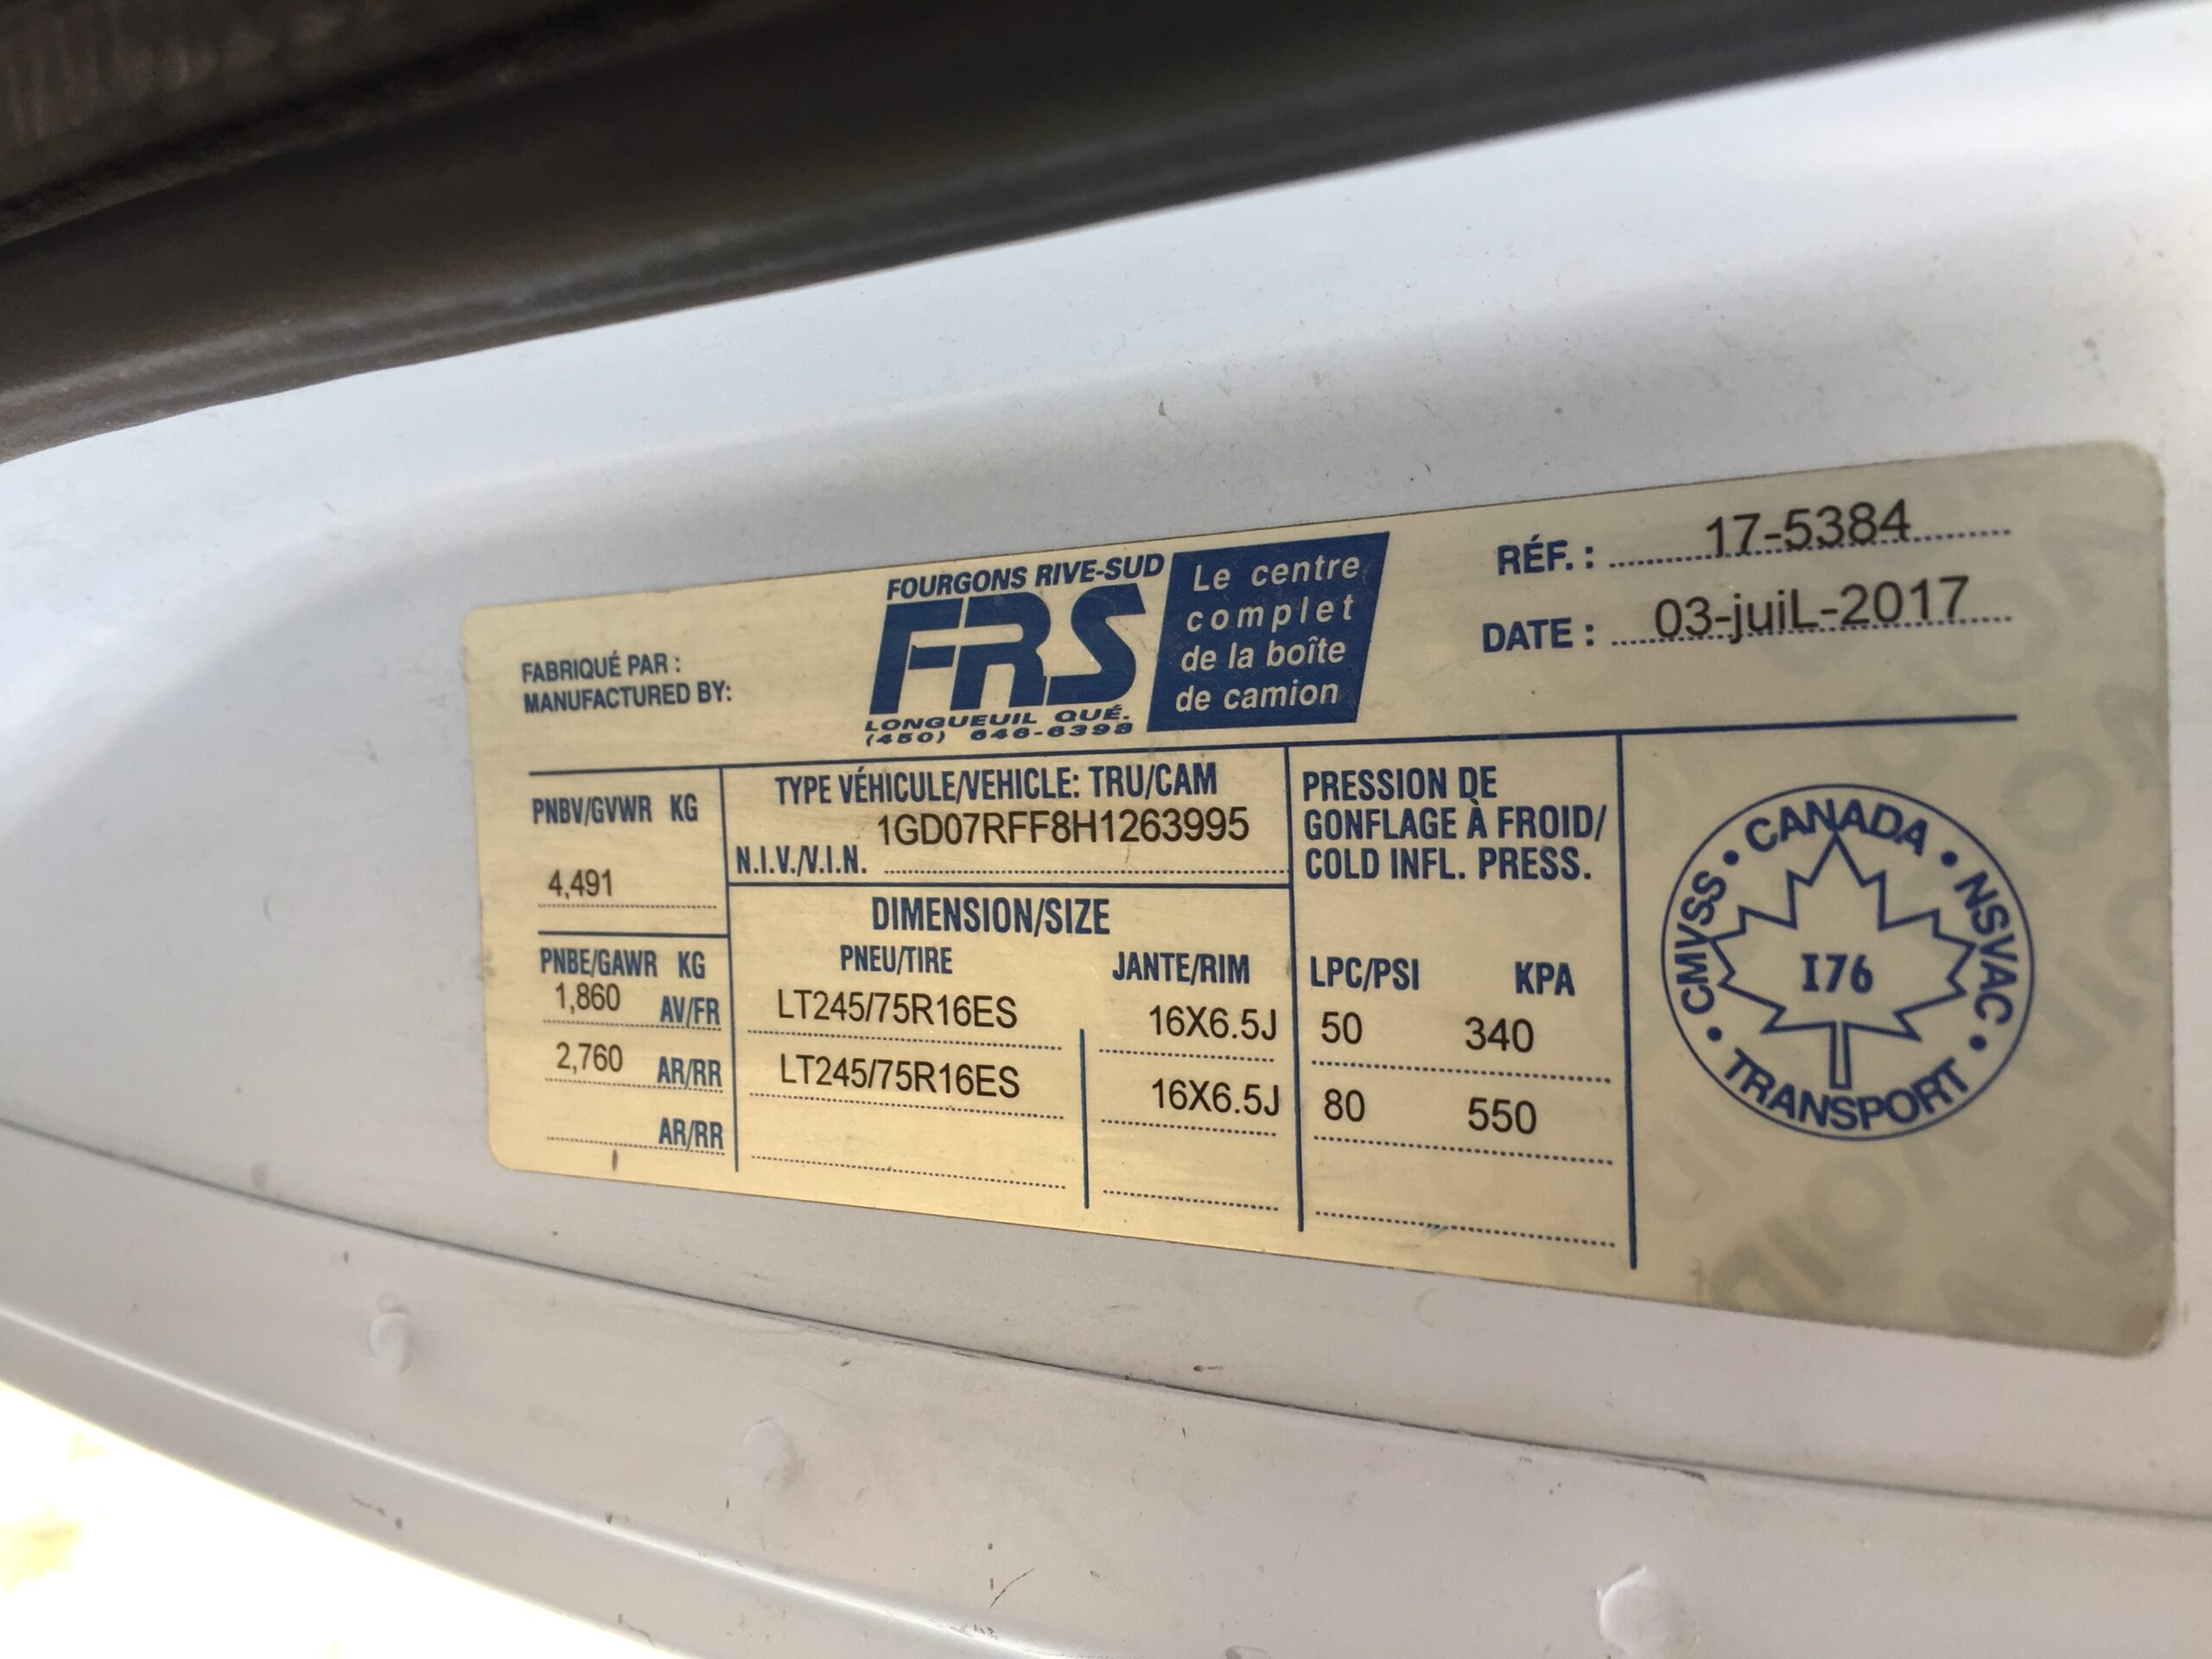 FABRIQUÉ PAR :
MANUFACTURED BY:
FOURGONS RIVE-SUD
FRS
LONGUEUIL QUÉ.
(450) 646-6398
Le centre
complet
de la boîte
de camion
RÉF. : 17-5384
DATE : 03-juiL-2017
PNBV/GVWR KG
4,491
TYPE VÉHICULE/VEHICLE: TRU/CAM
1GD07RFF8H1263995
N.I.V./V.I.N.
PRESSION DE
GONFLAGE À FROID/
COLD INFL. PRESS.
DIMENSION/SIZE
PNBE/GAWR KG
PNEU/TIRE
JANTE/RIM
LPC/PSI
KPA
1,860 AV/FR LT245/75R16ES 16X6.5J 50 340
2,760 AR/RR LT245/75R16ES 16X6.5J 80 550
AR/RR
CMVSS • CANADA • NSVAC • TRANSPORT •
I76